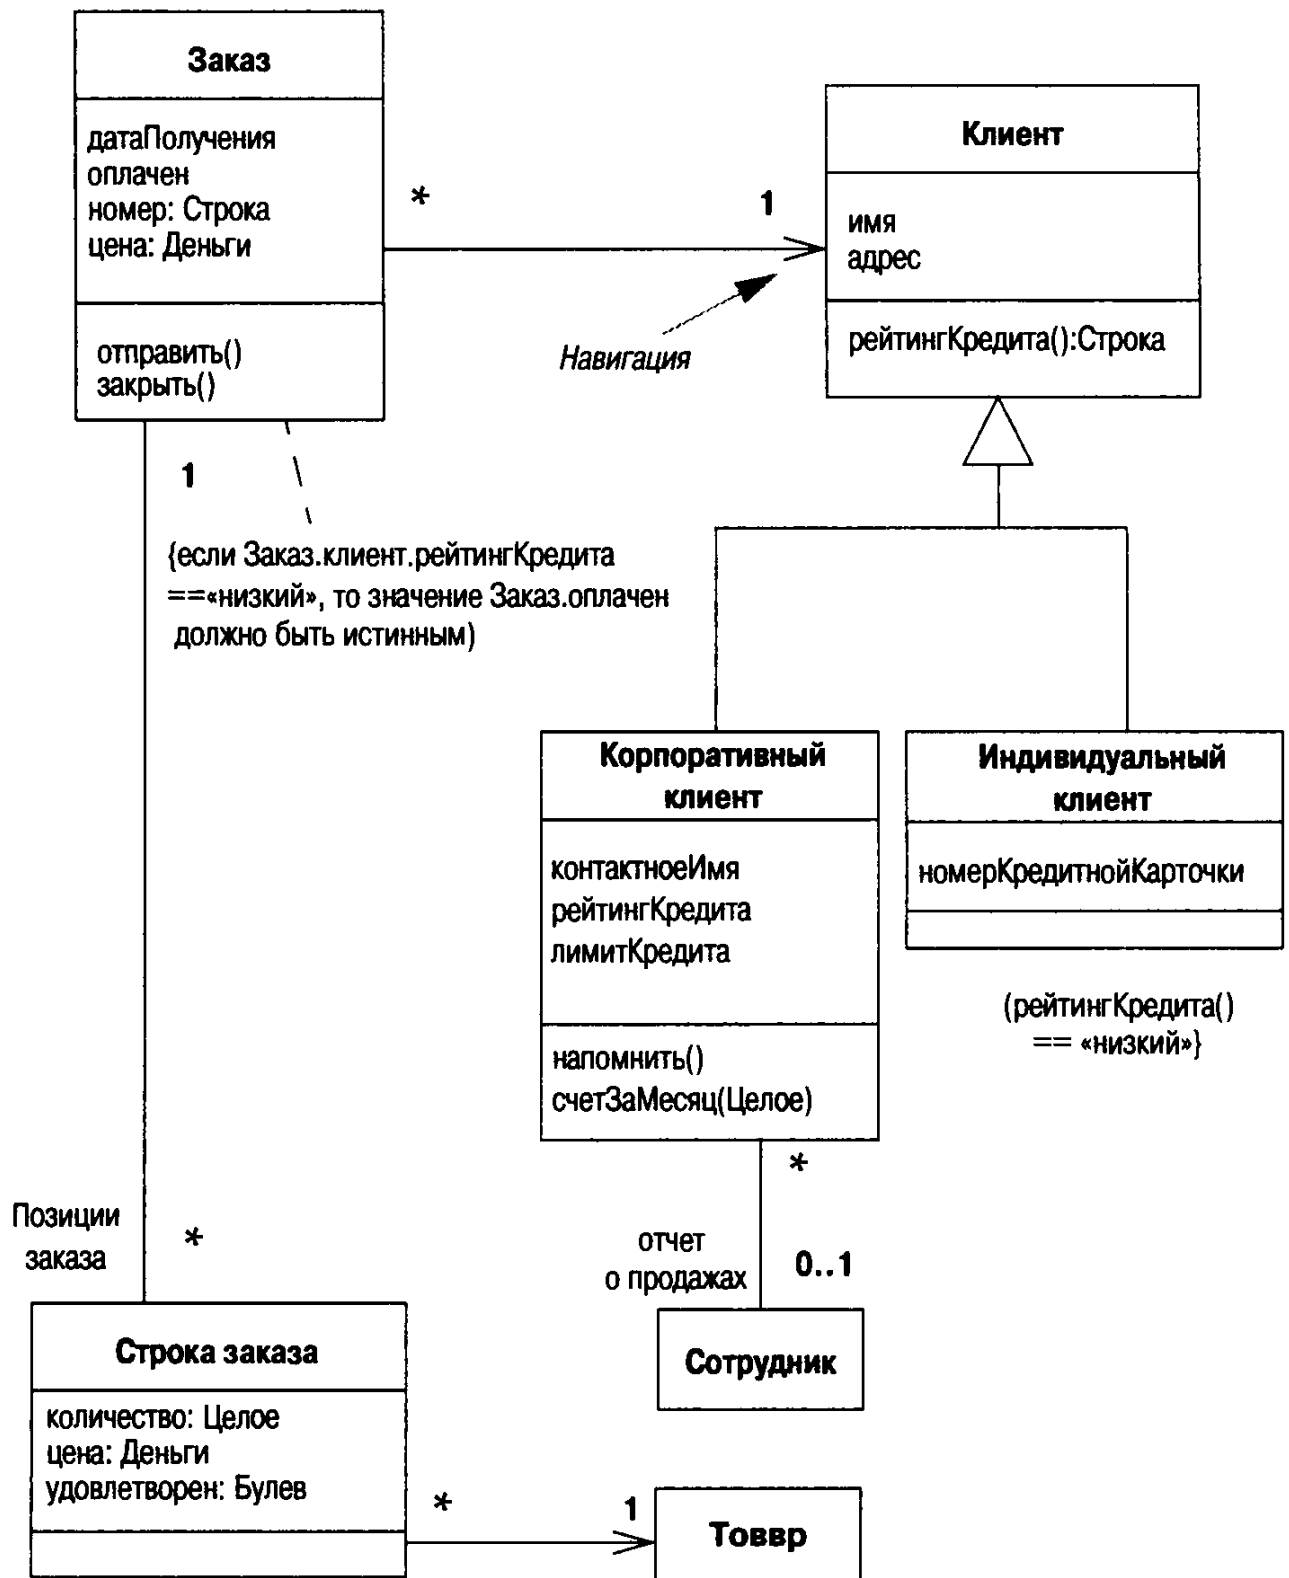 Заказ
датаПолучения
оплачен
номер: Строка
цена: Деньги
отправить()
закрыть()
*
1
Навигация
Клиент
имя
адрес
рейтингКредита():Строка
1
{если Заказ.клиент.рейтингКредита
==«низкий», то значение Заказ.оплачен
должно быть истинным)
Корпоративный
клиент
контактноеИмя
рейтингКредита
лимитКредита
напомнить()
счетЗаМесяц(Целое)
Индивидуальный
клиент
номерКредитнойКарточки
(рейтингКредита()
== «низкий»}
*
отчет
о продажах
0..1
Сотрудник
Позиции
заказа
*
Строка заказа
количество: Целое
цена: Деньги
удовлетворен: Булев
*
1
Товвр